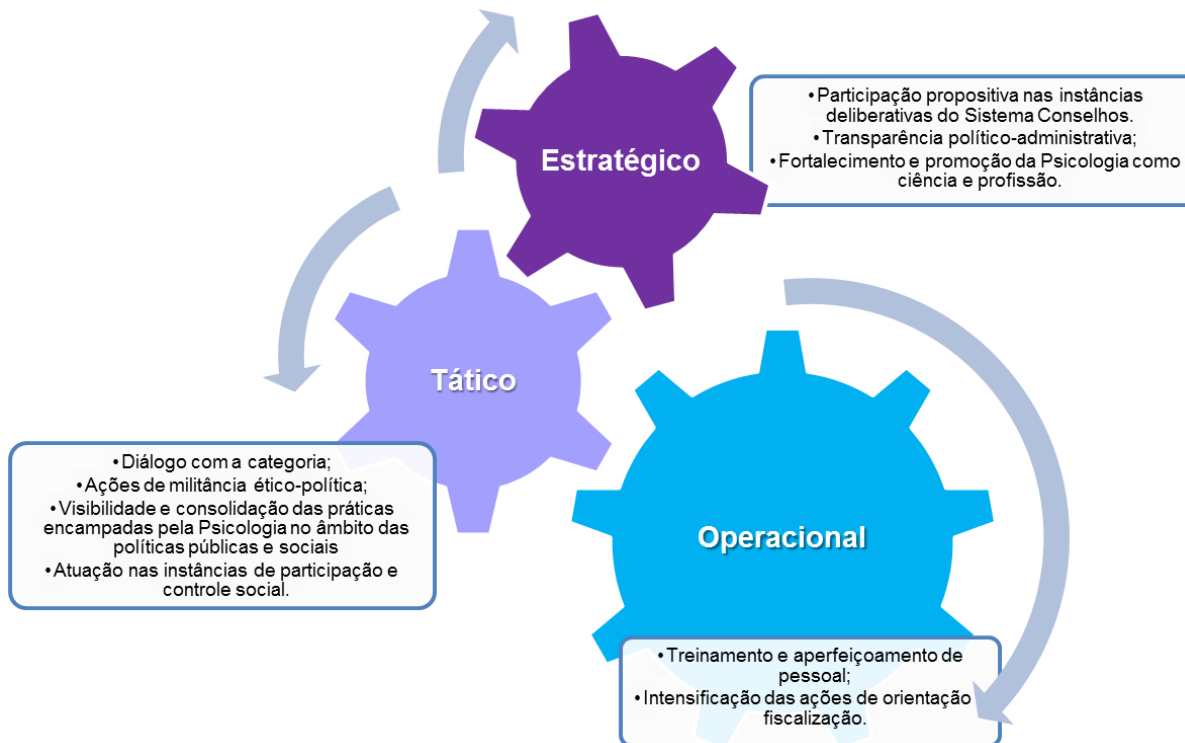 Estratégico
• Participação propositiva nas instâncias
deliberativas do Sistema Conselhos.
• Transparência político-administrativa;
• Fortalecimento e promoção da Psicologia como
ciência e profissão.
Tático
• Diálogo com a categoria;
• Ações de militância ético-política;
• Visibilidade e consolidação das práticas
encampadas pela Psicologia no âmbito das
políticas públicas e sociais
• Atuação nas instâncias de participação e
controle social.
Operacional
• Treinamento e aperfeiçoamento de
pessoal;
• Intensificação das ações de orientação
fiscalização.